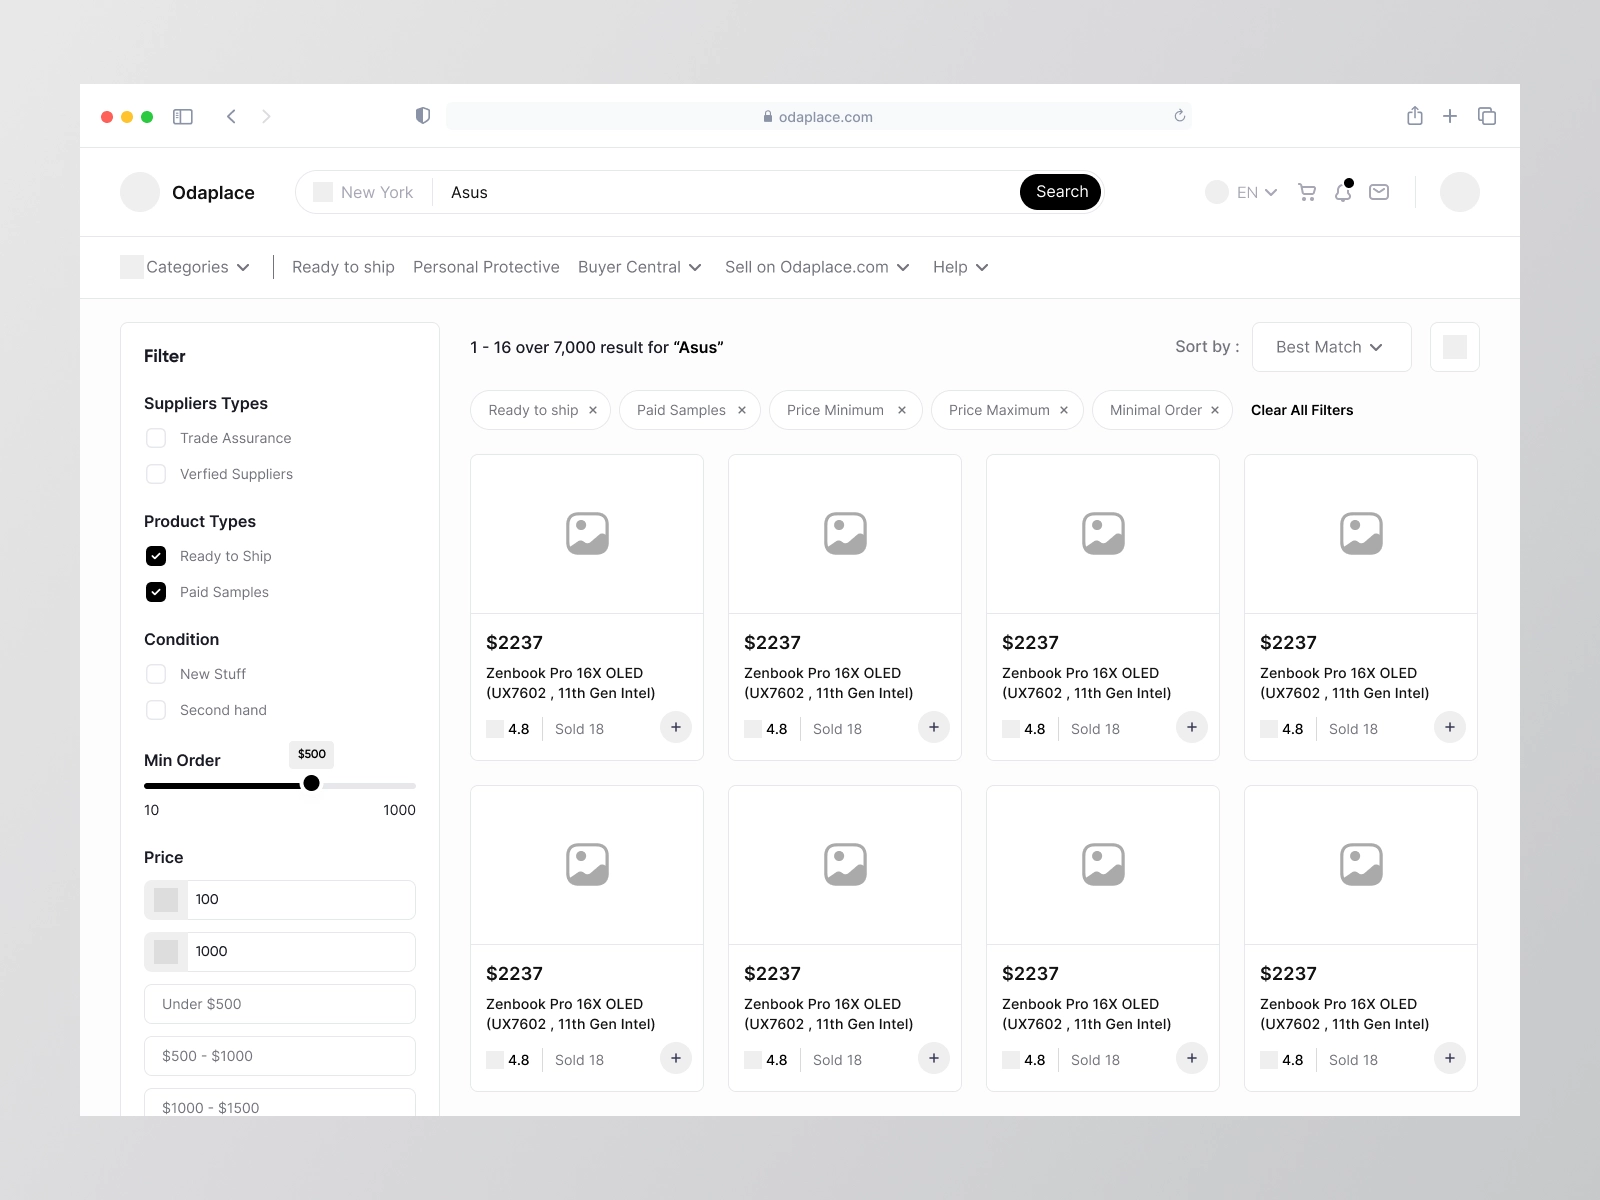 odaplace.com
Odaplace
New York
Asus
Search
EN
Categories
Ready to ship
Personal Protective
Buyer Central
Sell on Odaplace.com
Help
Filter
Suppliers Types
Trade Assurance
Verfied Suppliers
Product Types
Ready to Ship
Paid Samples
Condition
New Stuff
Second hand
Min Order
$500
10
1000
Price
100
1000
Under $500
$500 - $1000
$1000 - $1500
1 - 16 over 7,000 result for “Asus”
Sort by :
Best Match
Ready to ship ×
Paid Samples ×
Price Minimum ×
Price Maximum ×
Minimal Order ×
Clear All Filters
$2237
Zenbook Pro 16X OLED
(UX7602 , 11th Gen Intel)
4.8
Sold 18
+
$2237
Zenbook Pro 16X OLED
(UX7602 , 11th Gen Intel)
4.8
Sold 18
+
$2237
Zenbook Pro 16X OLED
(UX7602 , 11th Gen Intel)
4.8
Sold 18
+
$2237
Zenbook Pro 16X OLED
(UX7602 , 11th Gen Intel)
4.8
Sold 18
+
$2237
Zenbook Pro 16X OLED
(UX7602 , 11th Gen Intel)
4.8
Sold 18
+
$2237
Zenbook Pro 16X OLED
(UX7602 , 11th Gen Intel)
4.8
Sold 18
+
$2237
Zenbook Pro 16X OLED
(UX7602 , 11th Gen Intel)
4.8
Sold 18
+
$2237
Zenbook Pro 16X OLED
(UX7602 , 11th Gen Intel)
4.8
Sold 18
+